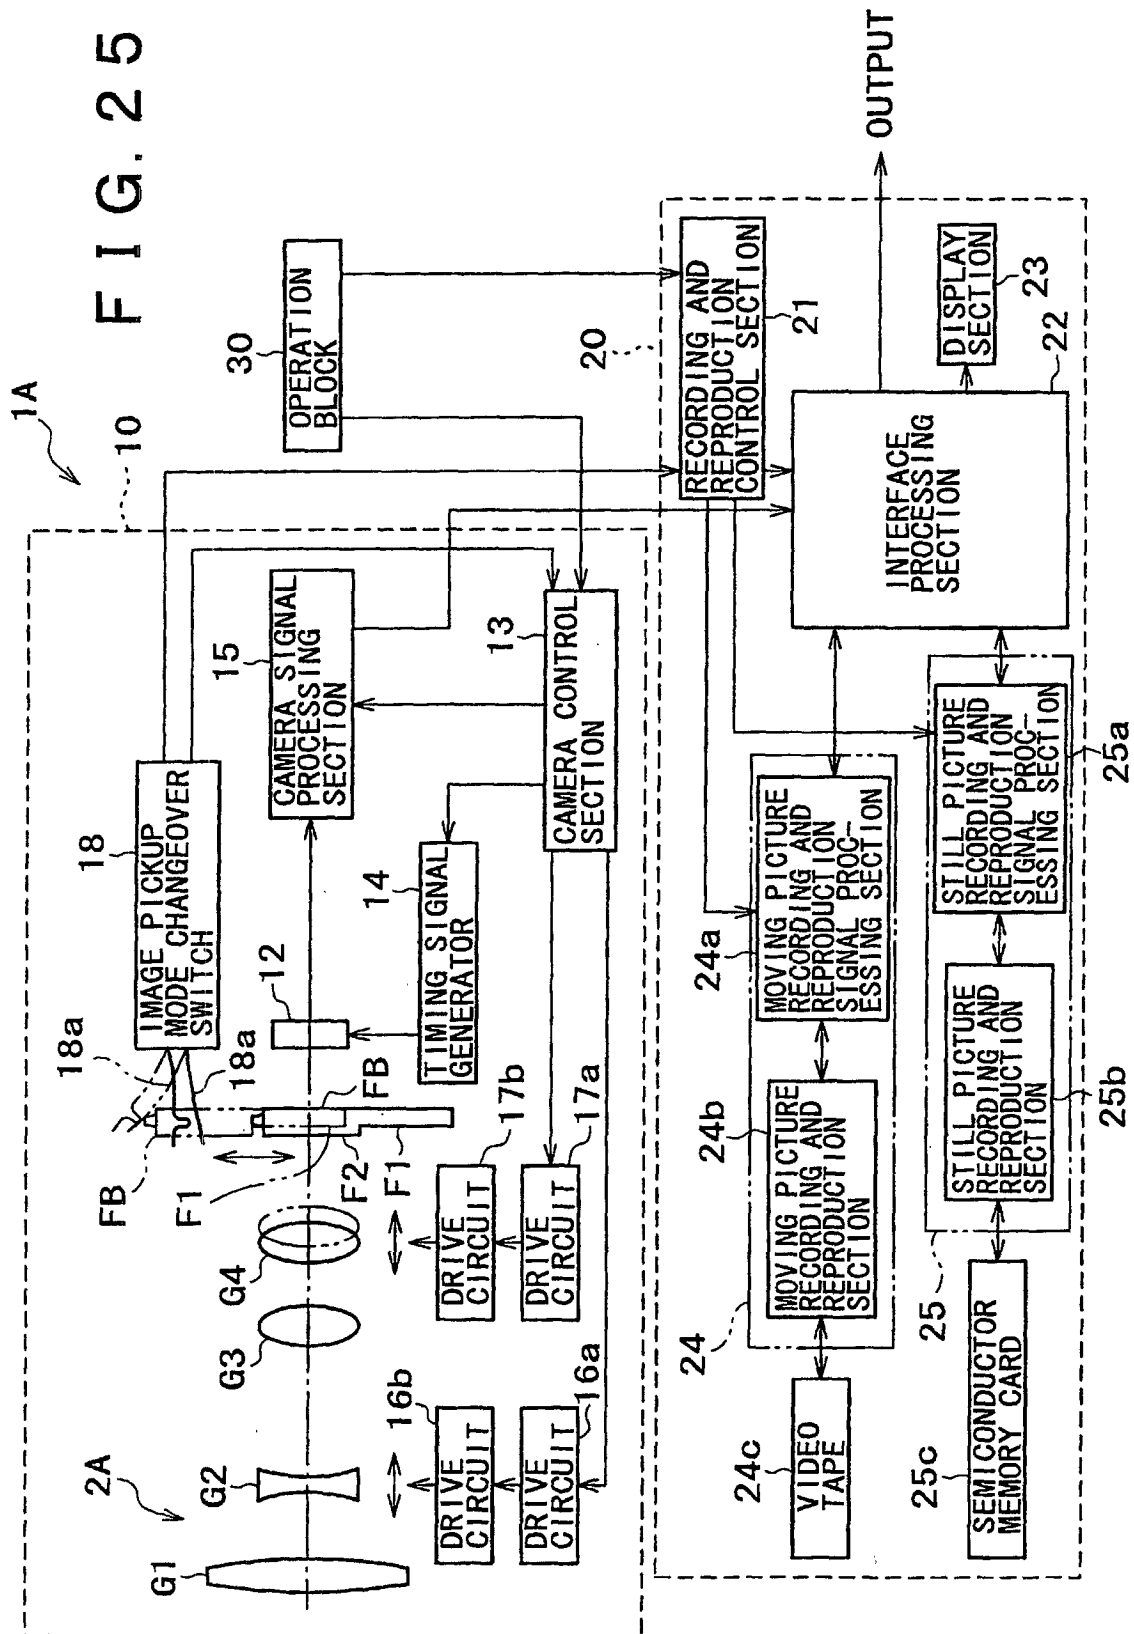 FIG. 25
1A
10
2A
G1
G2
G3
G4
F1
F2
F1
FB
FB
18a
18a
18
IMAGE PICKUP
MODE CHANGEOVER
SWITCH
12
15
CAMERA SIGNAL
PROCESSING
SECTION
14
TIMING SIGNAL
GENERATOR
13
CAMERA CONTROL
SECTION
16b
DRIVE
CIRCUIT
16a
DRIVE
CIRCUIT
17b
DRIVE
CIRCUIT
17a
DRIVE
CIRCUIT
30
OPERATION
BLOCK
20
RECORDING AND
REPRODUCTION
CONTROL SECTION
21
INTERFACE
PROCESSING
SECTION
22
DISPLAY
SECTION
23
OUTPUT
24
24a
MOVING PICTURE
RECORDING AND
REPRODUCTION
SIGNAL PROC-
ESSING SECTION
24b
MOVING PICTURE
RECORDING AND
REPRODUCTION
SECTION
24c
VIDEO
TAPE
25
STILL PICTURE
RECORDING AND
REPRODUCTION
SIGNAL PROC-
ESSING SECTION
25a
STILL PICTURE
RECORDING AND
REPRODUCTION
SECTION
25b
25c
SEMICONDUCTOR
MEMORY CARD